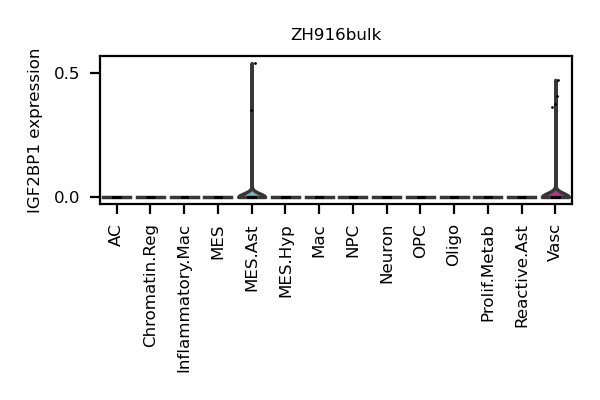 ZH916bulk
IGF2BP1 expression
0.5
0.0
AC
Chromatin.Reg
Inflammatory.Mac
MES
MES.Ast
MES.Hyp
Mac
NPC
Neuron
OPC
Oligo
Prolif.Metab
Reactive.Ast
Vasc